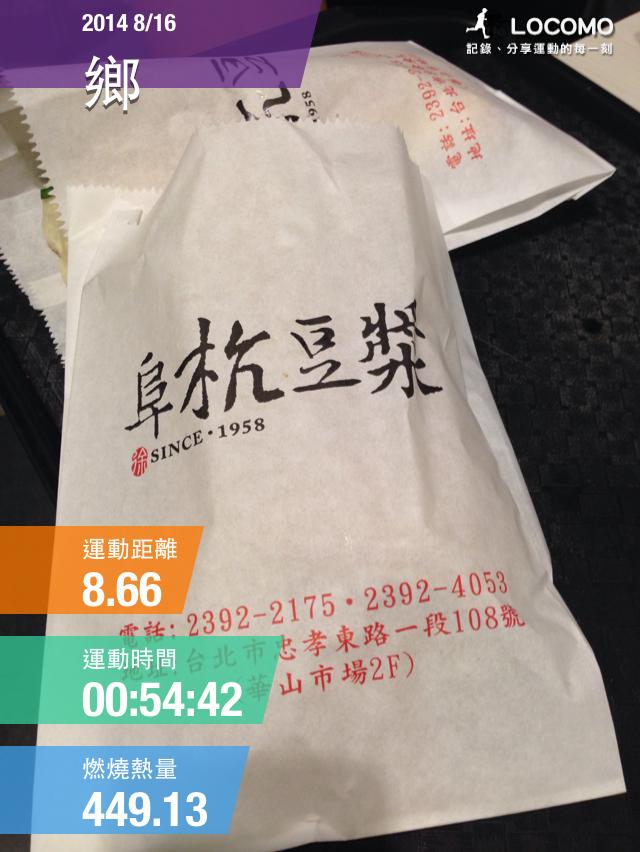 2014 8/16
鄉
LOCOMO
記錄、分享運動的每一刻
1958
阜杭豆漿
SINCE・1958
運動距離
8.66
電話: 2392-2175・2392-4053
地址: 台北市忠孝東路一段108號
(華山市場2F)
運動時間
00:54:42
燃燒熱量
449.13